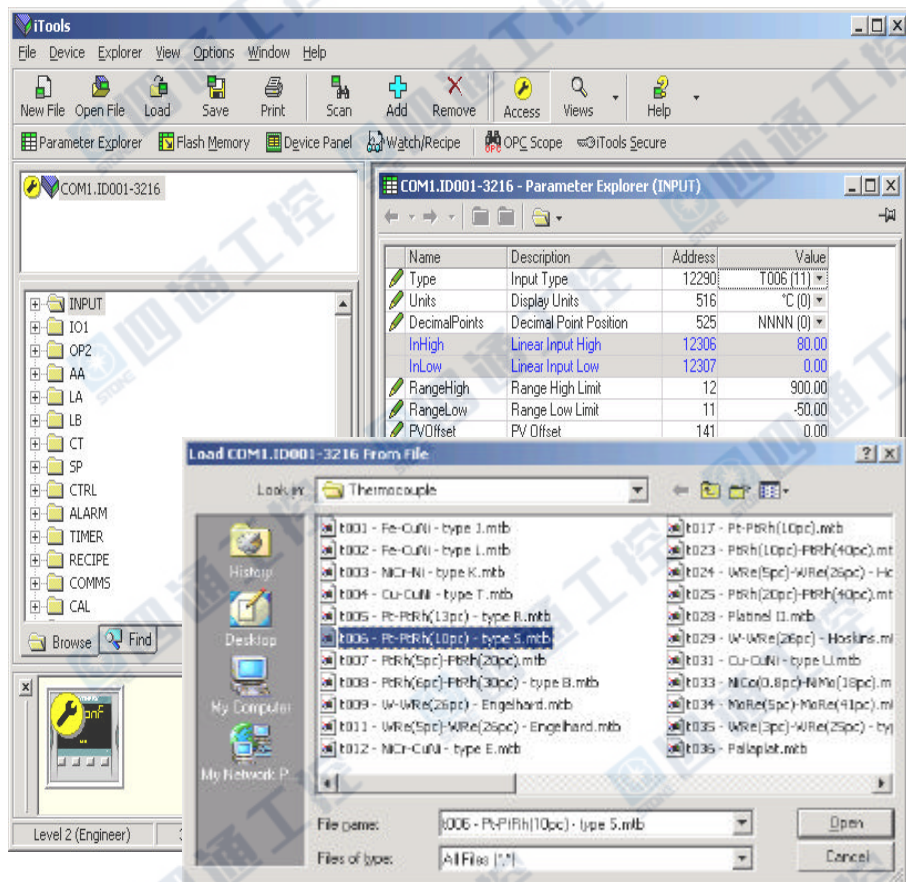 iTools
File Device Explorer View Options Window Help
New File Open File Load Save Print Scan Add Remove Access Views Help
Parameter Explorer Flash Memory Device Panel Watch/Recipe OPC Scope iTools Secure
COM1.ID001-3216
COM1.ID001-3216 - Parameter Explorer (INPUT)
Name Description Address Value
Type Input Type 12290 T006 (11)
Units Display Units 516 °C (0)
DecimalPoints Decimal Point Position 525 NNNN (0)
InHigh Linear Input High 12306 80.00
InLow Linear Input Low 12307 0.00
RangeHigh Range High Limit 12 900.00
RangeLow Range Low Limit 11 -50.00
PVOffset PV Offset 141 0.00
INPUT
IO1
OP2
AA
LA
LB
CT
SP
CTRL
ALARM
TIMER
RECIPE
COMMS
CAL
Browse Find
Level 2 (Engineer)
Load COM1.ID001-3216 From File
Look in: Thermocouple
History
Desktop
My Computer
My Network P...
t001 - Fe-CuNi - type J.mtb
t002 - Fe-CuNi - type L.mtb
t003 - NiCr-Ni - type K.mtb
t004 - Cu-CuNi - type T.mtb
t005 - Pt-PtRh(13pc) - type R.mtb
t006 - Pt-PtRh(10pc) - type S.mtb
t007 - PtRh(5pc)-PtRh(20pc).mtb
t008 - PtRh(6pc)-PtRh(30pc) - type B.mtb
t009 - W-WRe(26pc) - Engelhard.mtb
t011 - WRe(5pc)-WRe(26pc) - Engelhard.mtb
t012 - NiCr-CuNi - type E.mtb
t017 - Pt-PtRh(10pc).mtb
t023 - PtRh(10pc)-PtRh(40pc).mt
t024 - WRe(5pc)-WRe(26pc) - Ho
t025 - PtRh(20pc)-PtRh(40pc).mt
t028 - Platinel II.mtb
t029 - W-WRe(26pc) - Hoskins.mt
t031 - Cu-CuNi - type U.mtb
t033 - NiCo(0.8pc)-NiMo(18pc).m
t034 - MoRe(5pc)-MoRe(41pc).mt
t035 - WRe(3pc)-WRe(25pc) - typ
t036 - Pallaplat.mtb
File name: t006 - Pt-PtRh(10pc) - type S.mtb Open
Files of type: All Files (*.*) Cancel
四通工控
STONE